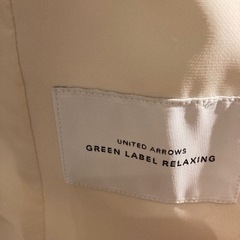 UNITED ARROWS
GREEN LABEL RELAXING